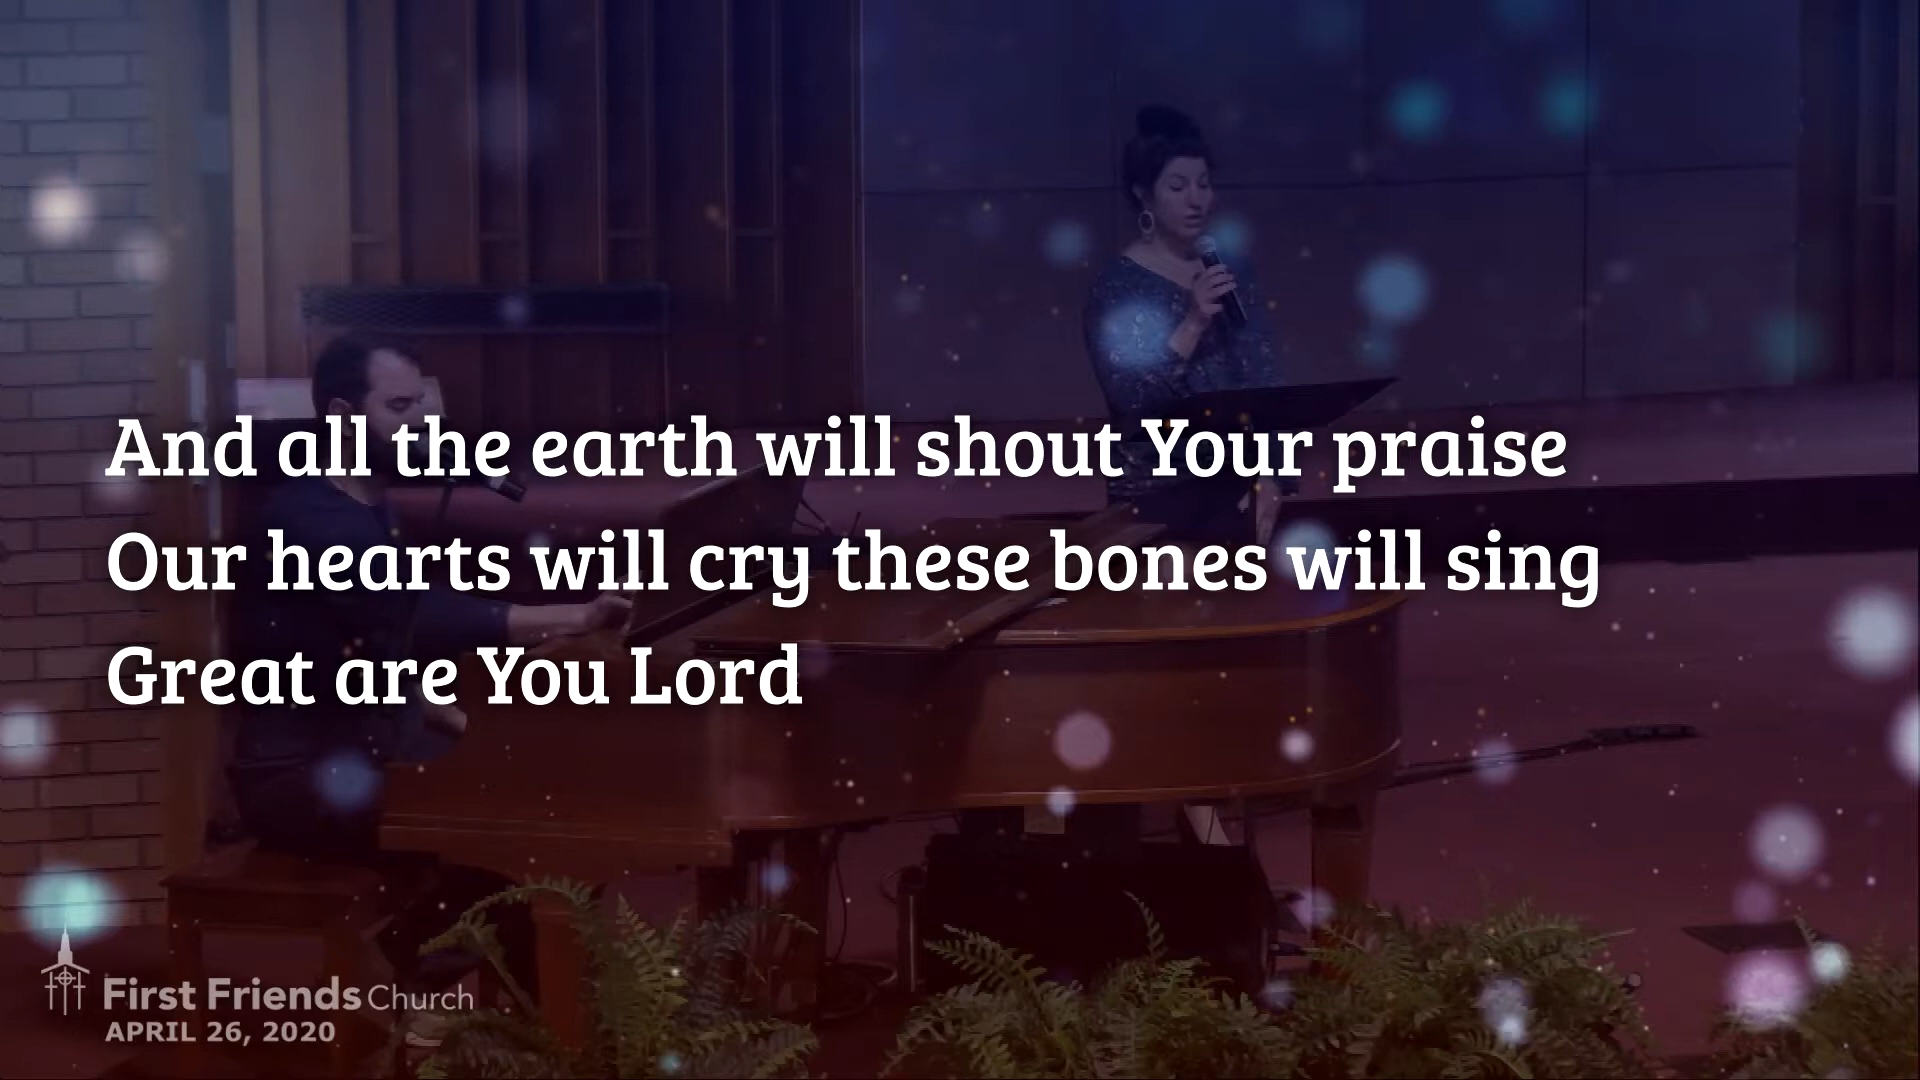 And all the earth will shout Your praise
Our hearts will cry these bones will sing
Great are You Lord
First Friends Church
APRIL 26, 2020